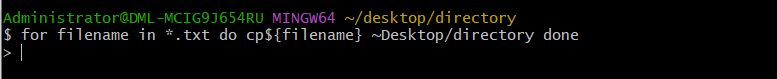 Administrator@DML-MCIG9J654RU MINGW64 ~/desktop/directory
$ for filename in *.txt do cp${filename} ~Desktop/directory done
>